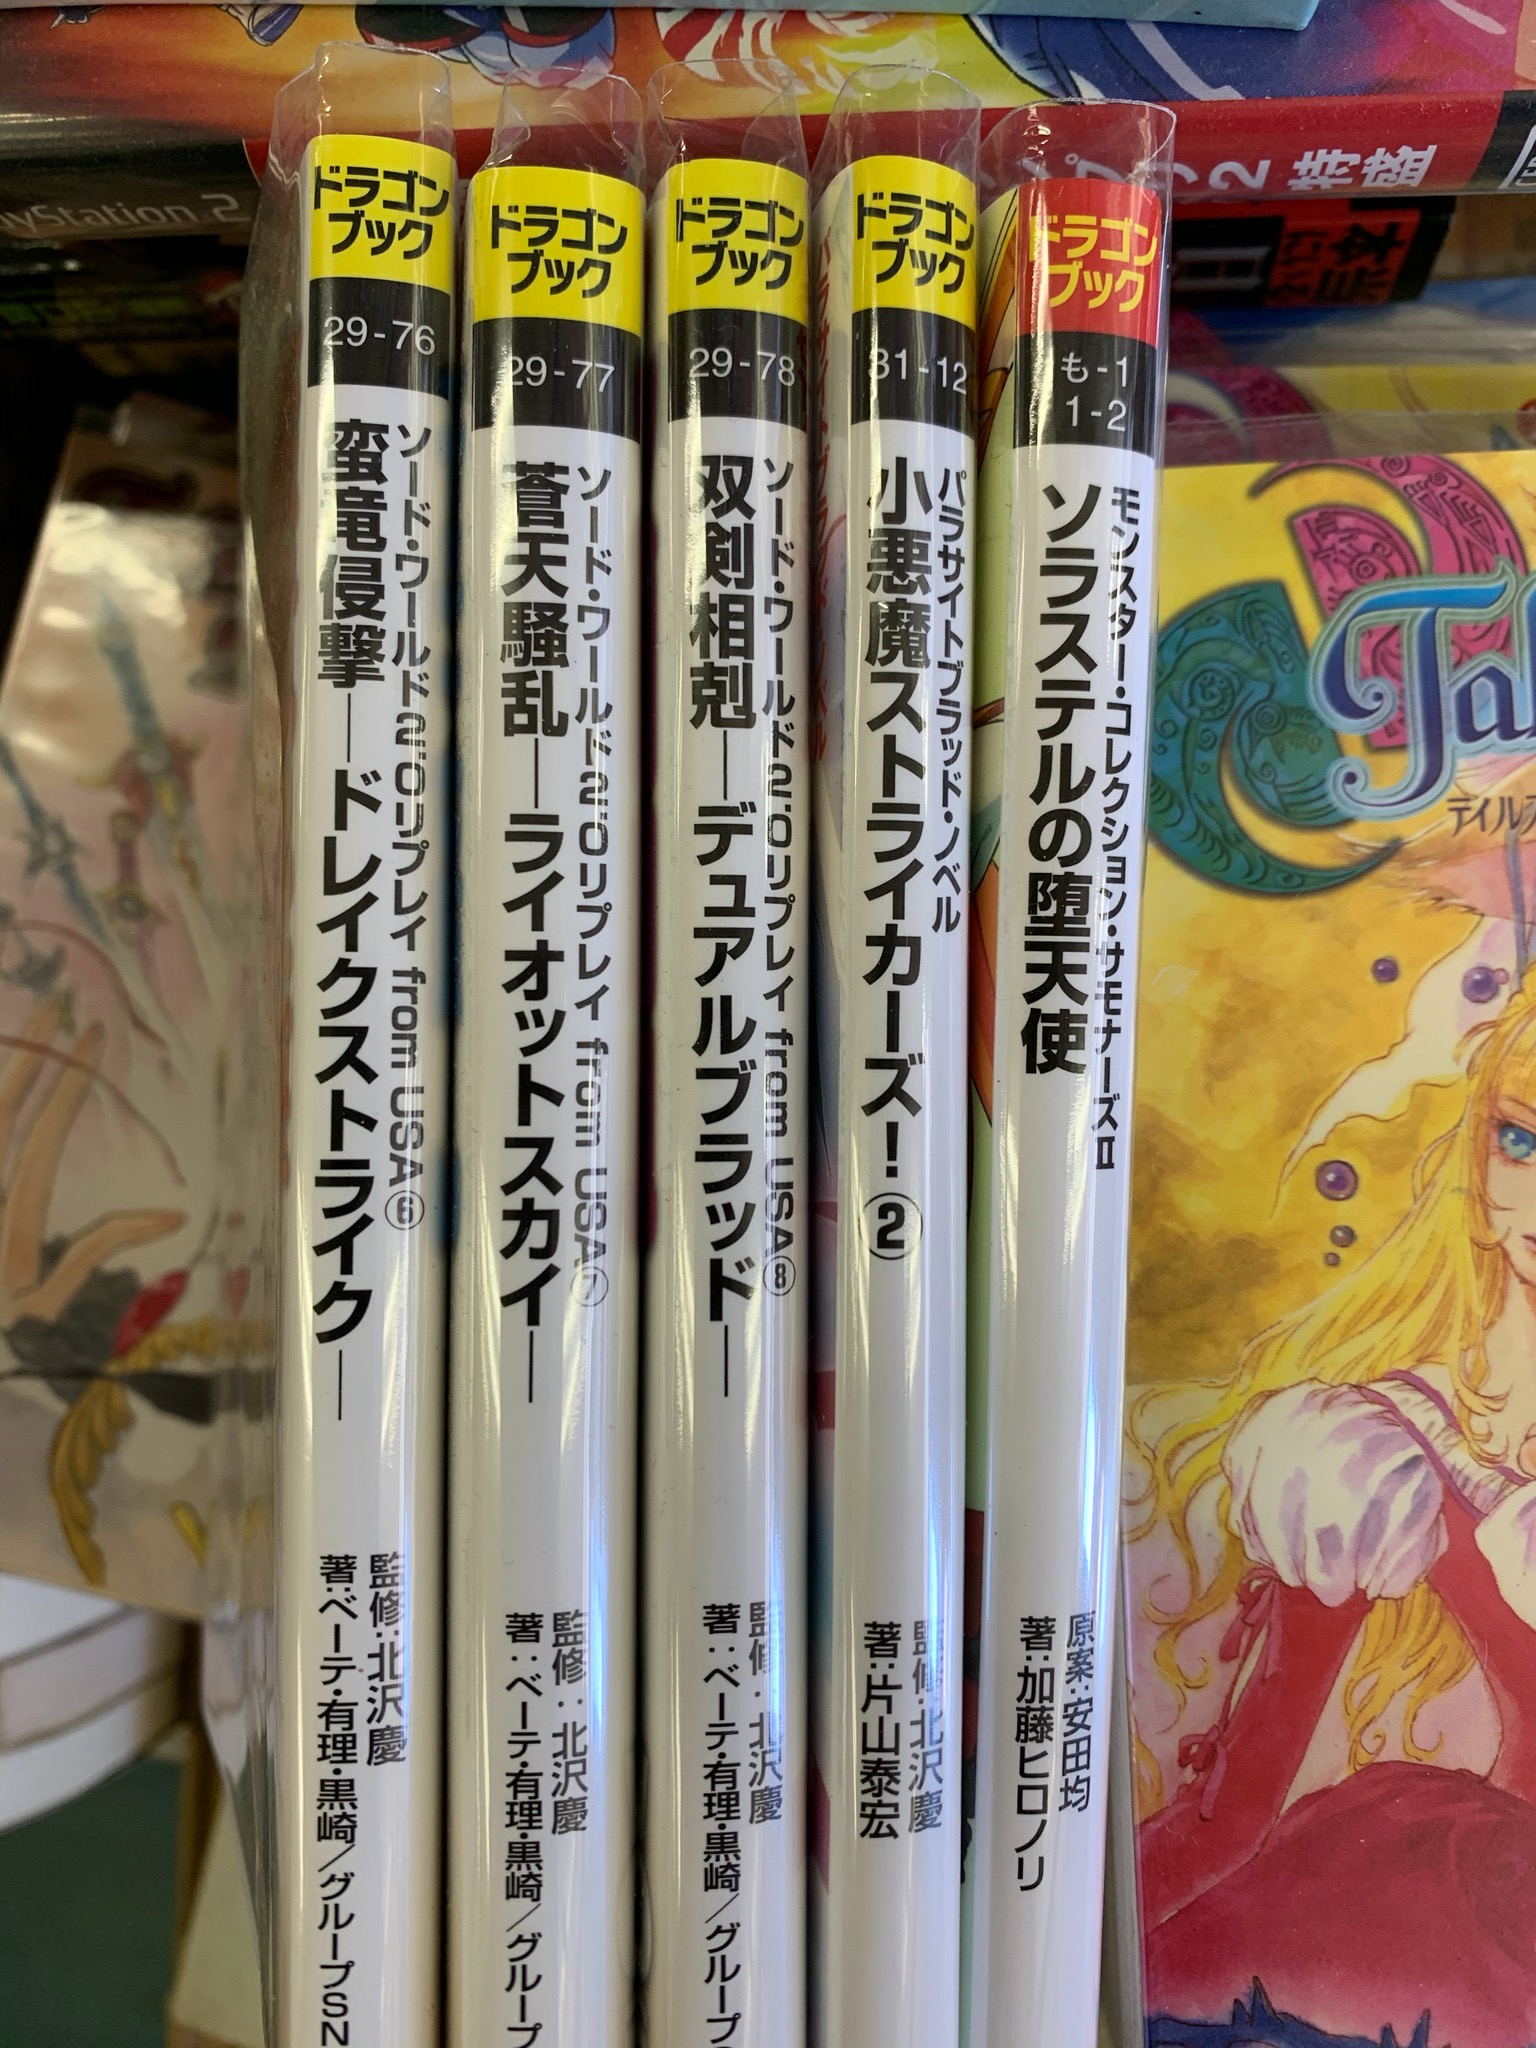 ドラゴン
ブック
29-76
ソード・ワールド2.0リプレイ from USA⑥
蛮竜侵撃―ドレイクストライク―
監修:北沢慶
著:ベーテ・有理・黒崎/グループSN
ドラゴン
ブック
29-77
ソード・ワールド2.0リプレイ from USA⑦
蒼天騒乱―ライオットスカイ―
監修:北沢慶
著:ベーテ・有理・黒崎/グループ
ドラゴン
ブック
29-78
ソード・ワールド2.0リプレイ from USA⑧
双剣相剋―デュアルブラッド―
監修:北沢慶
著:ベーテ・有理・黒崎/グループ
ドラゴン
ブック
31-12
パラサイトブラッド・ノベル
小悪魔ストライカーズ!②
監修:北沢慶
著:片山泰宏
ドラゴン
ブック
も-1
1-2
モンスター・コレクション・サモナーズⅡ
ソラステルの堕天使
原案:安田均
著:加藤ヒロノリ
yStation 2
2 特盛
Tal
テイルズ